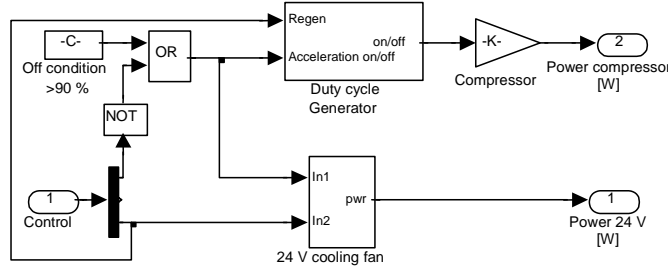 Regen
-C-
OR
on/off
-K-
2
Acceleration on/off
Off condition
>90 %
Duty cycle
Generator
Compressor
Power compressor
[W]
NOT
In1
1
pwr
1
Control
In2
Power 24 V
[W]
24 V cooling fan